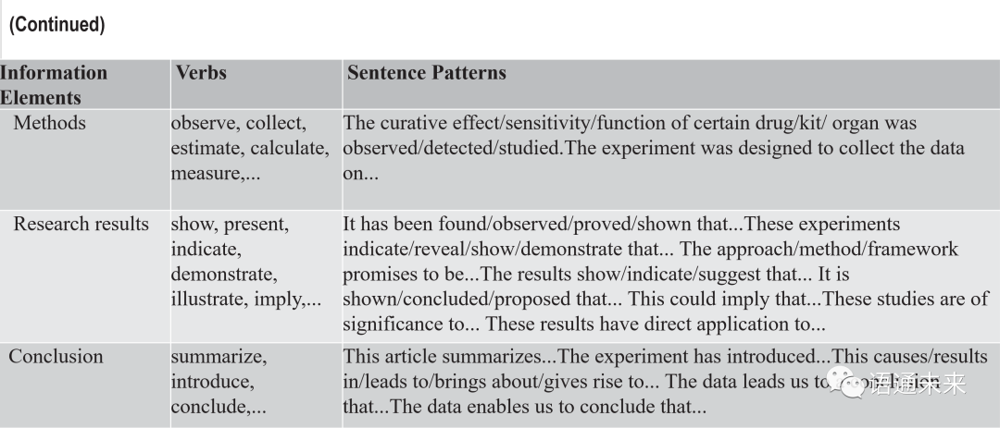 (Continued)
Information Elements
Verbs
Sentence Patterns
Methods
observe, collect,
estimate, calculate,
measure,...
The curative effect/sensitivity/function of certain drug/kit/ organ was
observed/detected/studied.The experiment was designed to collect the data
on...
Research results
show, present,
indicate,
demonstrate,
illustrate, imply,...
It has been found/observed/proved/shown that...These experiments
indicate/reveal/show/demonstrate that... The approach/method/framework
promises to be...The results show/indicate/suggest that... It is
shown/concluded/proposed that... This could imply that...These studies are of
significance to... These results have direct application to...
Conclusion
summarize,
introduce,
conclude,...
This article summarizes...The experiment has introduced...This causes/results
in/leads to/brings about/gives rise to... The data leads us to
that...The data enables us to conclude that...
语通未来